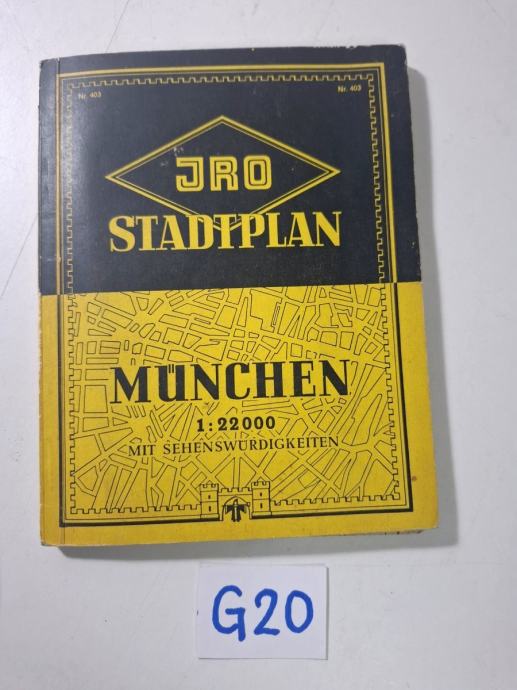 Nr. 403 Nr. 403
JRO
STADTPLAN
MÜNCHEN
1:22000
MIT SEHENSWÜRDIGKEITEN
G20